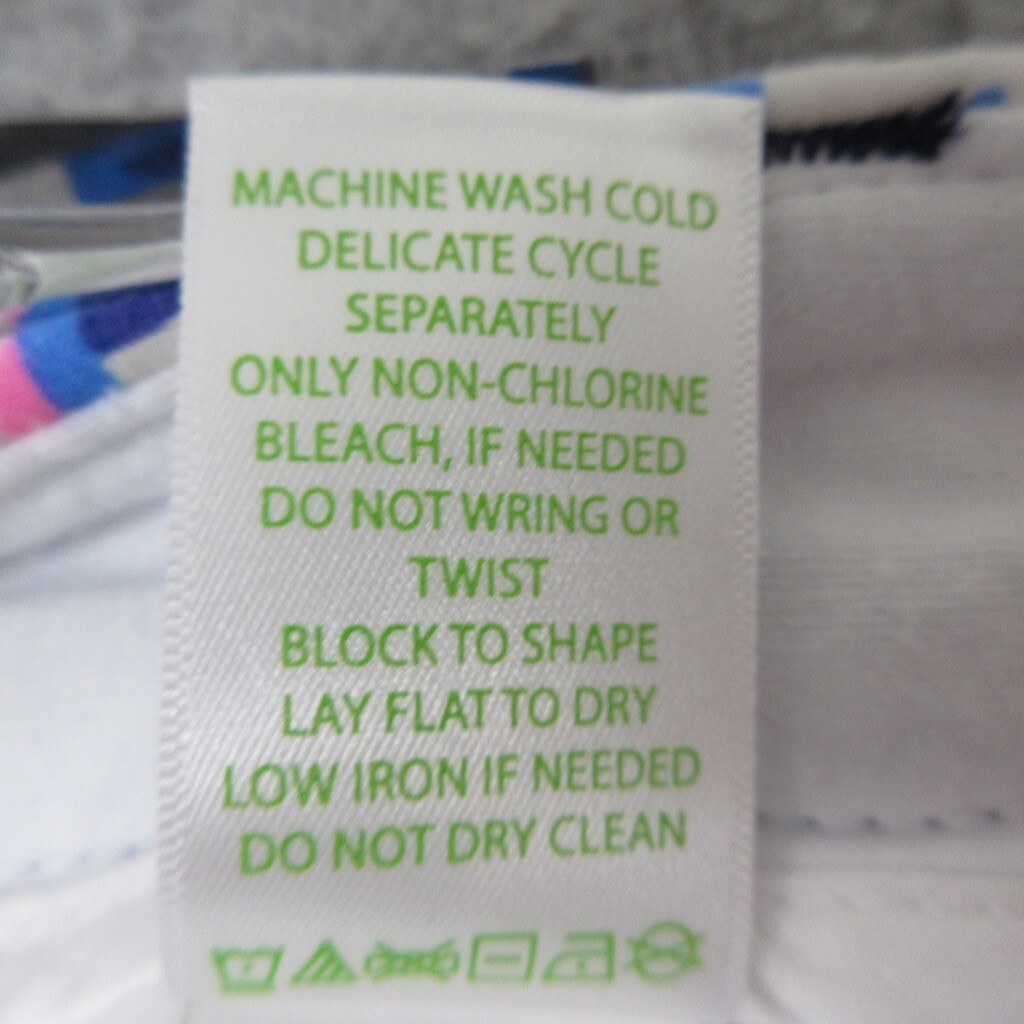 MACHINE WASH COLD
DELICATE CYCLE
SEPARATELY
ONLY NON-CHLORINE
BLEACH, IF NEEDED
DO NOT WRING OR
TWIST
BLOCK TO SHAPE
LAY FLAT TO DRY
LOW IRON IF NEEDED
DO NOT DRY CLEAN